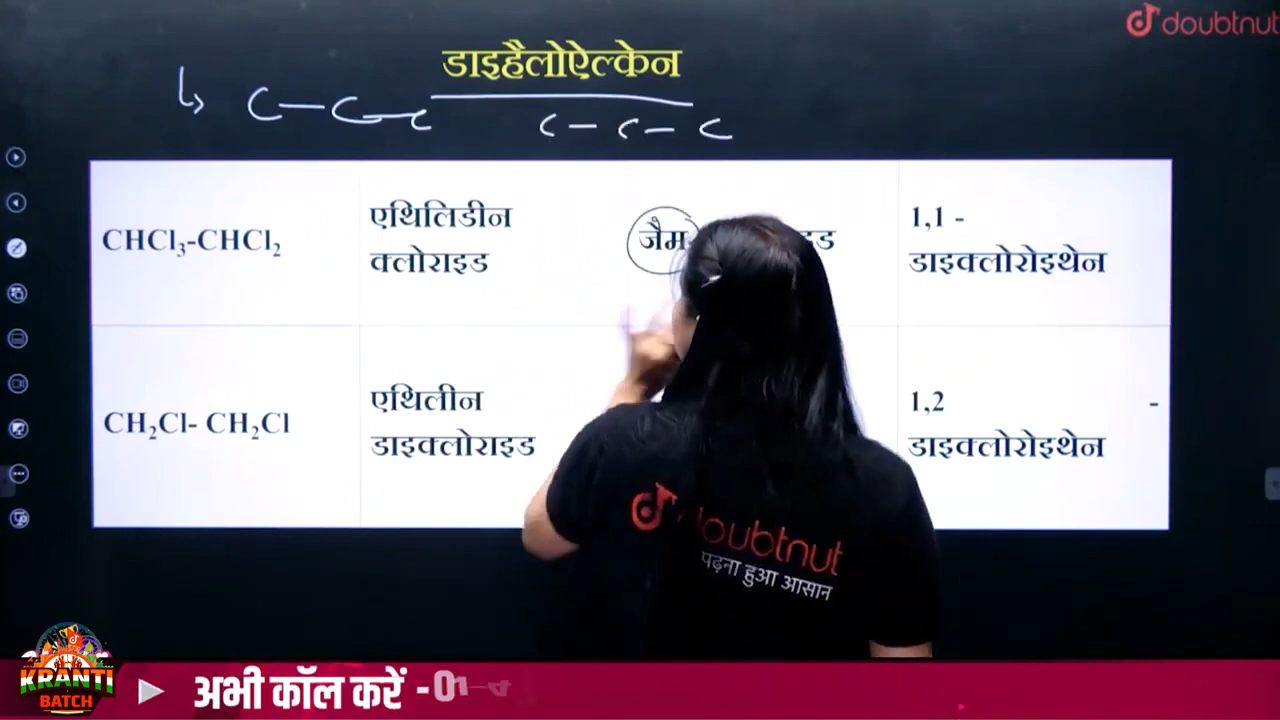 doubtnut
डाइहैलोऐल्केन
C-C-C
C-C-C
CHCl₃-CHCl₂
एथिलिडीन
क्लोराइड
जैम
1,1 -
डाइक्लोरोइथेन
CH₂Cl- CH₂Cl
एथिलीन
डाइक्लोराइड
1,2 -
डाइक्लोरोइथेन
doubtnut
पढ़ना हुआ आसान
KRANTI
BATCH
अभी कॉल करें -01